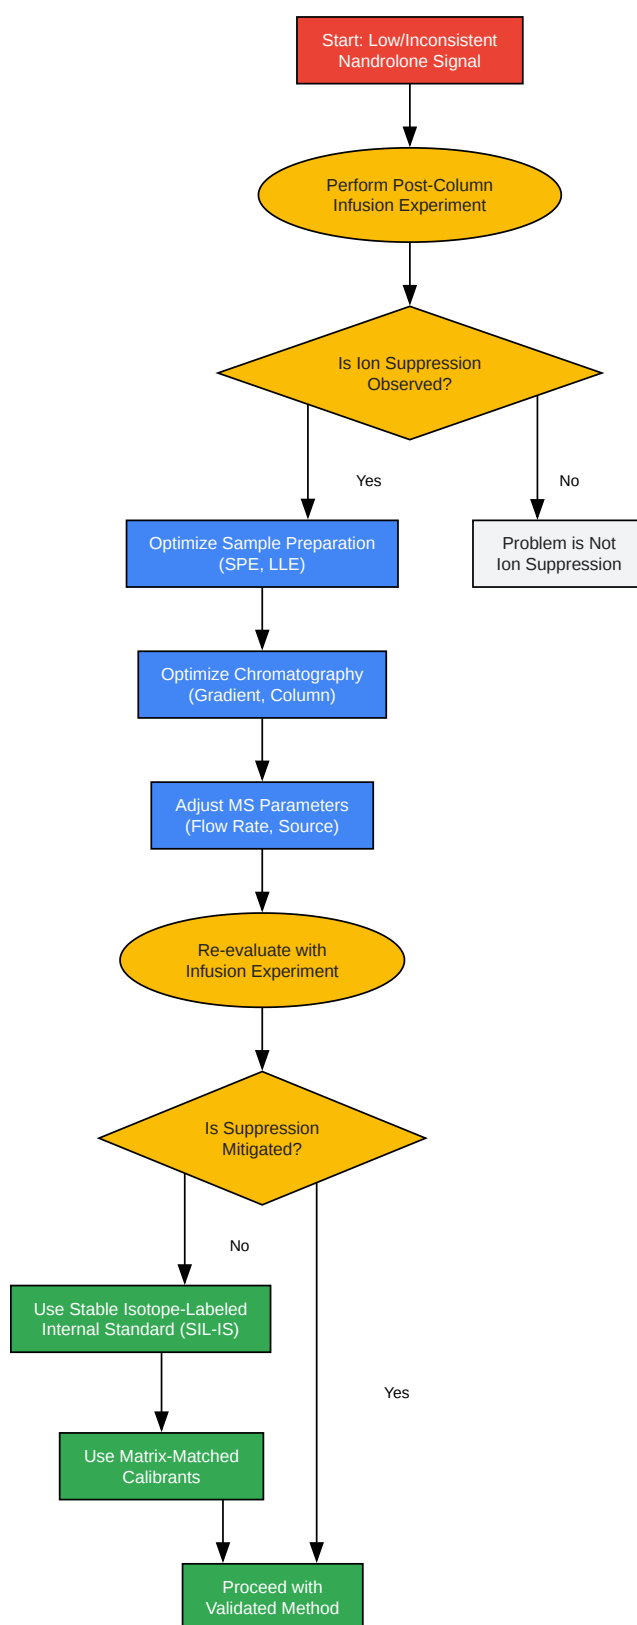 Start: Low/Inconsistent
Nandrolone Signal
Perform Post-Column
Infusion Experiment
Is Ion Suppression
Observed?
Yes
No
Optimize Sample Preparation
(SPE, LLE)
Problem is Not
Ion Suppression
Optimize Chromatography
(Gradient, Column)
Adjust MS Parameters
(Flow Rate, Source)
Re-evaluate with
Infusion Experiment
Is Suppression
Mitigated?
No
Use Stable Isotope-Labeled
Internal Standard (SIL-IS)
Yes
Use Matrix-Matched
Calibrants
Proceed with
Validated Method